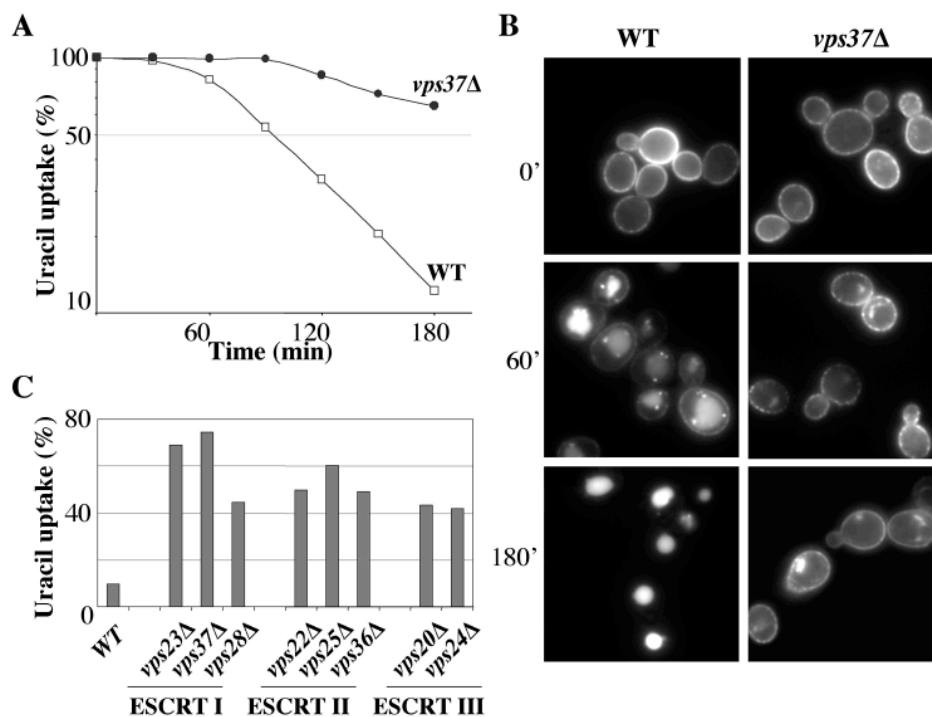 A
Uracil uptake (%)
100
50
10
vps37Δ
WT
60
120
180
Time (min)
B
WT
vps37Δ
0'
60'
180'
C
Uracil uptake (%)
80
40
0
WT
vps23Δ
vps37Δ
vps28Δ
vps22Δ
vps25Δ
vps36Δ
vps20Δ
vps24Δ
ESCRT I
ESCRT II
ESCRT III